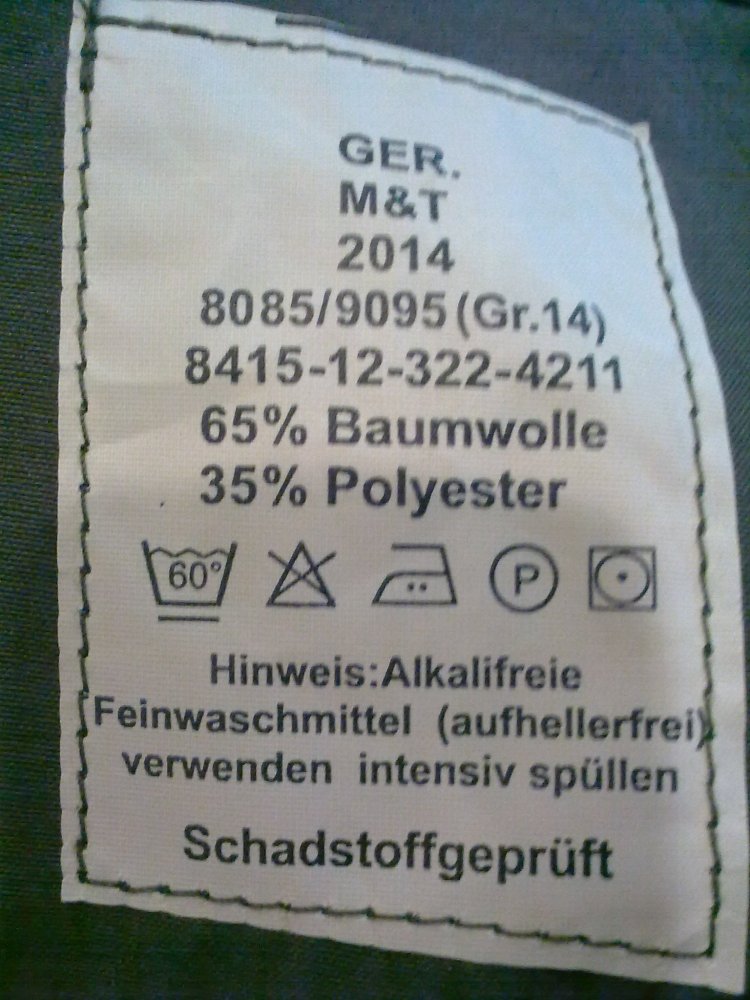 GER.
M&T
2014
8085/9095(Gr.14)
8415-12-322-4211
65% Baumwolle
35% Polyester
60° P
Hinweis:Alkalifreie
Feinwaschmittel (aufhellerfrei)
verwenden intensiv spüllen
Schadstoffgeprüft